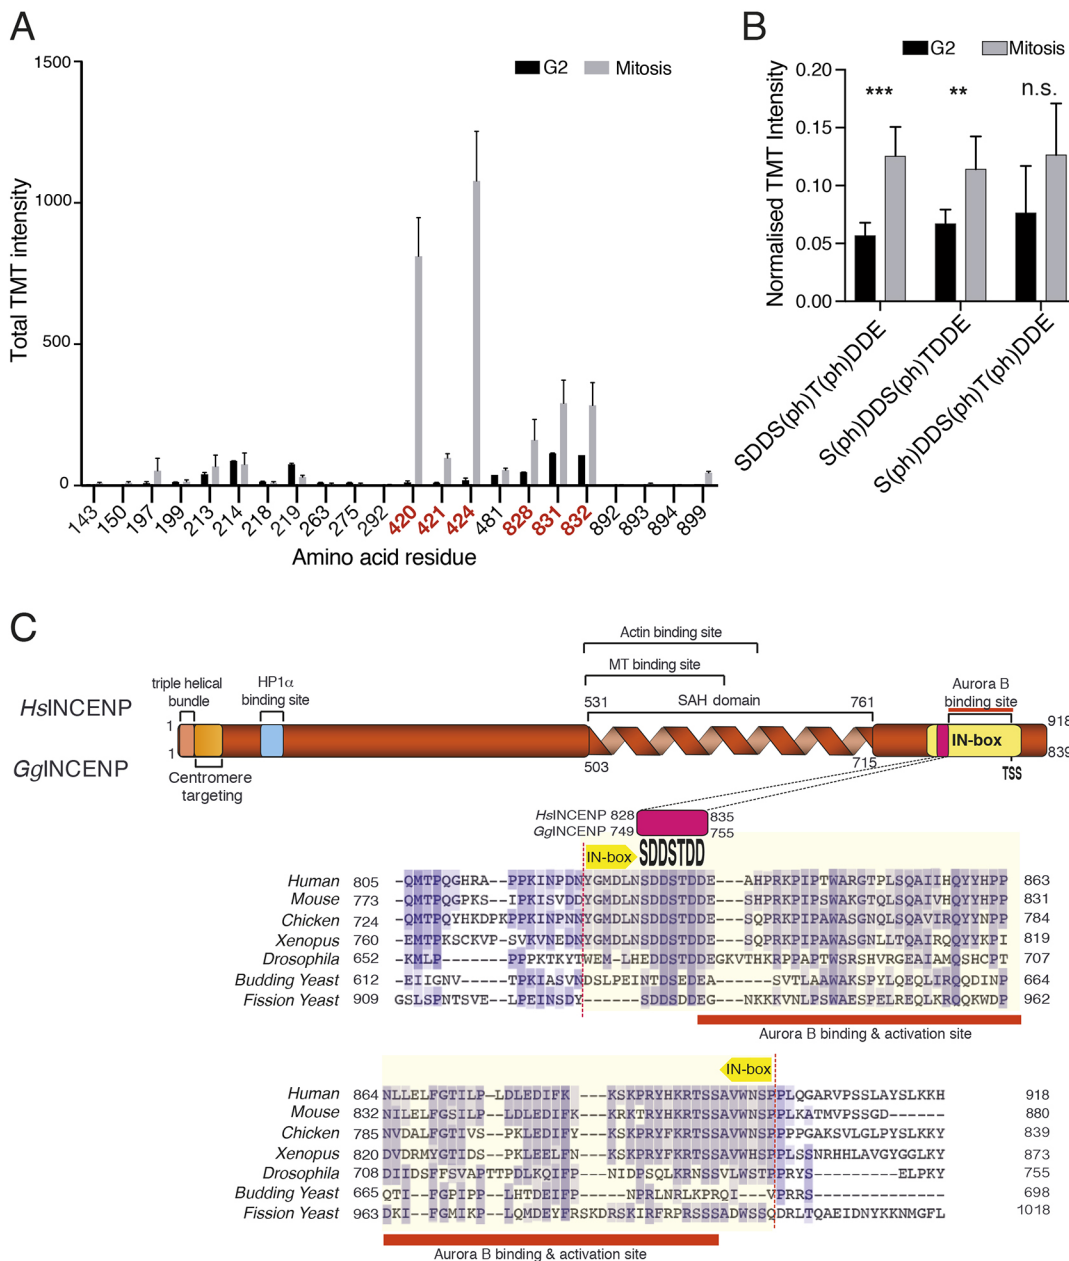 A
1500
G2
Mitosis
1000
500
0
Total TMT intensity
143 150 197 199 213 214 218 219 263 275 292 420 421 424 481 828 831 832 892 893 894 899
Amino acid residue
B
G2
Mitosis
0.20
*** ** n.s.
0.15
0.10
0.05
0.00
Normalised TMT Intensity
SDDS(ph)T(ph)DDE
S(ph)DDS(ph)TDDE
S(ph)DDS(ph)T(ph)DDE
C
Actin binding site
MT binding site
triple helical
bundle
HP1α
binding site
531 SAH domain 761
Aurora B
binding site
HsINCENP
1 918
IN-box
1 839
GgINCENP
503 715
TSS
Centromere
targeting
HsINCENP 828 835
GgINCENP 749 755
IN-box SDDSTDD
Human 805 -QMTPQGHRA--PPKINPDNYGMDLNSDDSTDDE---AHPRKPIPTWARGTPLSQAIIHQYYHPP 863
Mouse 773 -QMTPQGPKS--IPKISVDDYGMDLNSDDSTDDE---SHPRKPIPSWAKGTQLSQAIVHQYYHPP 831
Chicken 724 -QMTPQYHKDPKPPKINPNNYGMDLNSDDSTDDE---SQPRKPIPAWASGNQLSQAVIRQYYNPP 784
Xenopus 760 -EMTPKSCKVP-SVKVNEDNYGMDLNSDDSTDDE---SQPRKPIPAWASGNLLTQAIRQQYYKPI 819
Drosophila 652 -KMLP------PPPKTKYTWEM-LHEDDSTDDEGKVTHKRPPAPTWSRSHVRGEAIAMQSHCPT 707
Budding Yeast 612 -EIIGNV----TPKIASVNDSLPEINTDSEDEA---SVTLAAWAKSPYLQEQLIRQQDINP 664
Fission Yeast 909 GSLSPNTSVE--LPEINSDY------SDDSDDEG---NKKKVNLPSWAESPELREQLKRQQKWDP 962
Aurora B binding & activation site
IN-box
Human 864 NLLELFGTILP-LDLEDIFK---KSKPRYHKRTSSAVWNSPPLQGARVPSSLAYSLKKH 918
Mouse 832 NILELFGSILP-LDLEDIFK---KRKTRYHKRTSSAVWNSPPLKATMVPSSGD------ 880
Chicken 785 NVDALFGTIVS--PKLEDIFY---KSKPRYFKRTSSAVWNSPPPPGAKSVLGLPYSLKKY 839
Xenopus 820 DVDRMYGTIDS--PKLEELFN---KSKPRYFKRTSSAVWHSPPLSSNRHHLAVGYGGLKY 873
Drosophila 708 DIIDSFFSVAPTTPDLKQIFP---NIDPSQLKRNSSVLWSTPPRYS---------ELPKY 755
Budding Yeast 665 QTI--FGPIPP--LHTDEIFP-----NPRLNRLKPRQI---VPRRS------------- 698
Fission Yeast 963 DKI--FGMIKP--LQMDEYFRSKDRSKIRFRPRSSSADWSSQDRLTQAEIDNYKKNMGFL 1018
Aurora B binding & activation site